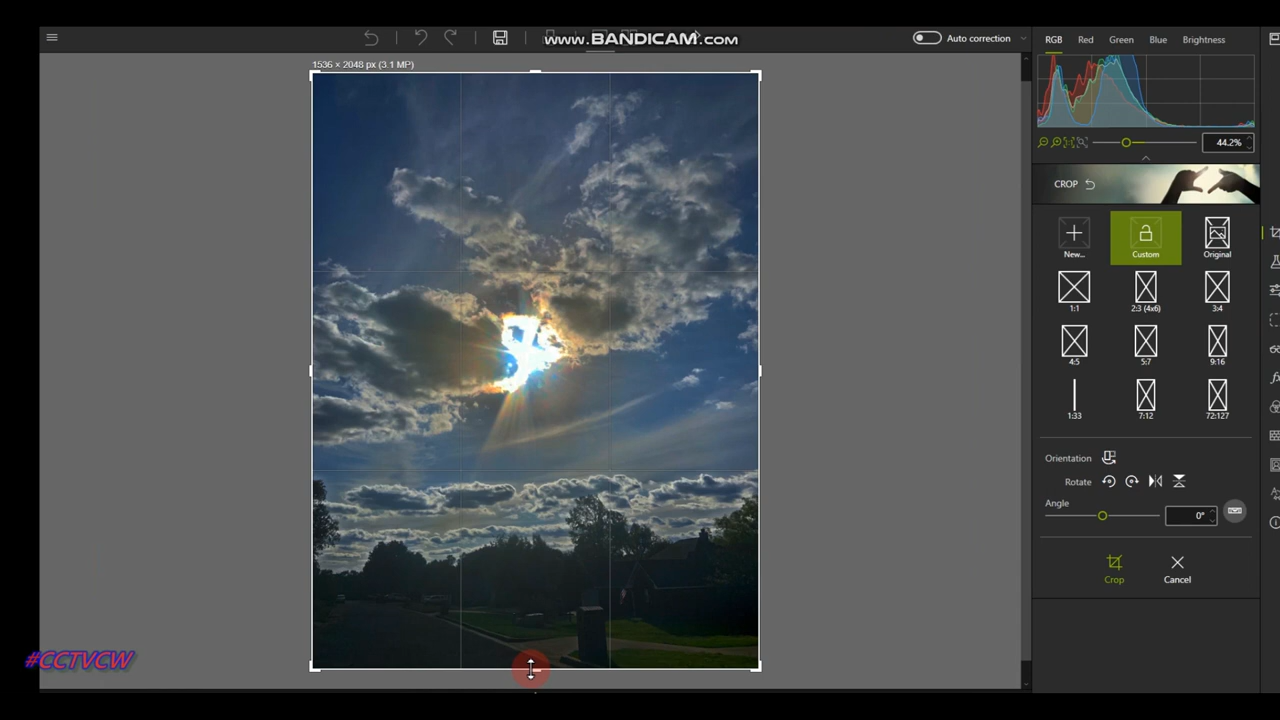 www.BANDICAM.com
Auto correction
RGB Red Green Blue Brightness
1536 × 2048 px (3.1 MP)
44.2%
CROP
New... Custom Original
1:1 2:3 (4x6) 3:4
4:5 5:7 9:16
1:33 7:12 72:127
Orientation
Rotate
Angle
0°
Crop Cancel
#CCTVCW